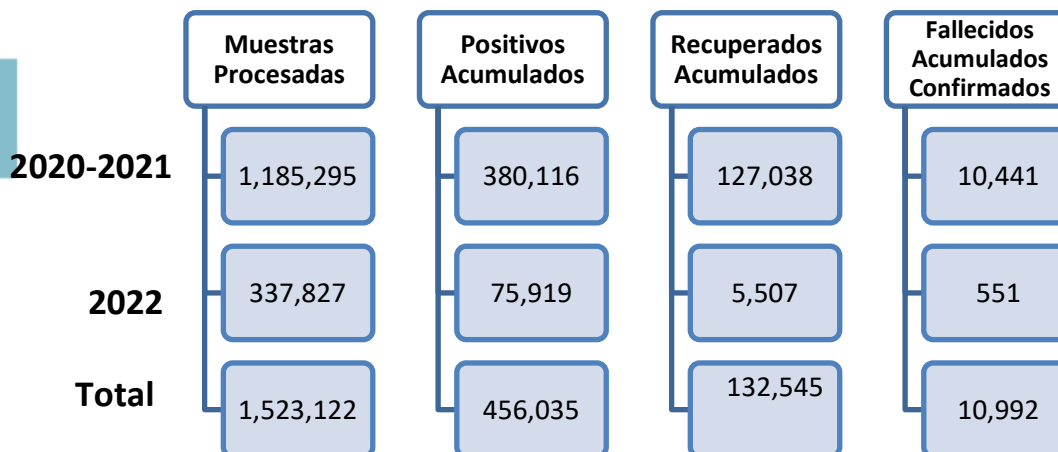 Muestras
Procesadas
Positivos
Acumulados
Recuperados
Acumulados
Fallecidos
Acumulados
Confirmados
2020-2021
1,185,295
380,116
127,038
10,441
2022
337,827
75,919
5,507
551
Total
1,523,122
456,035
132,545
10,992